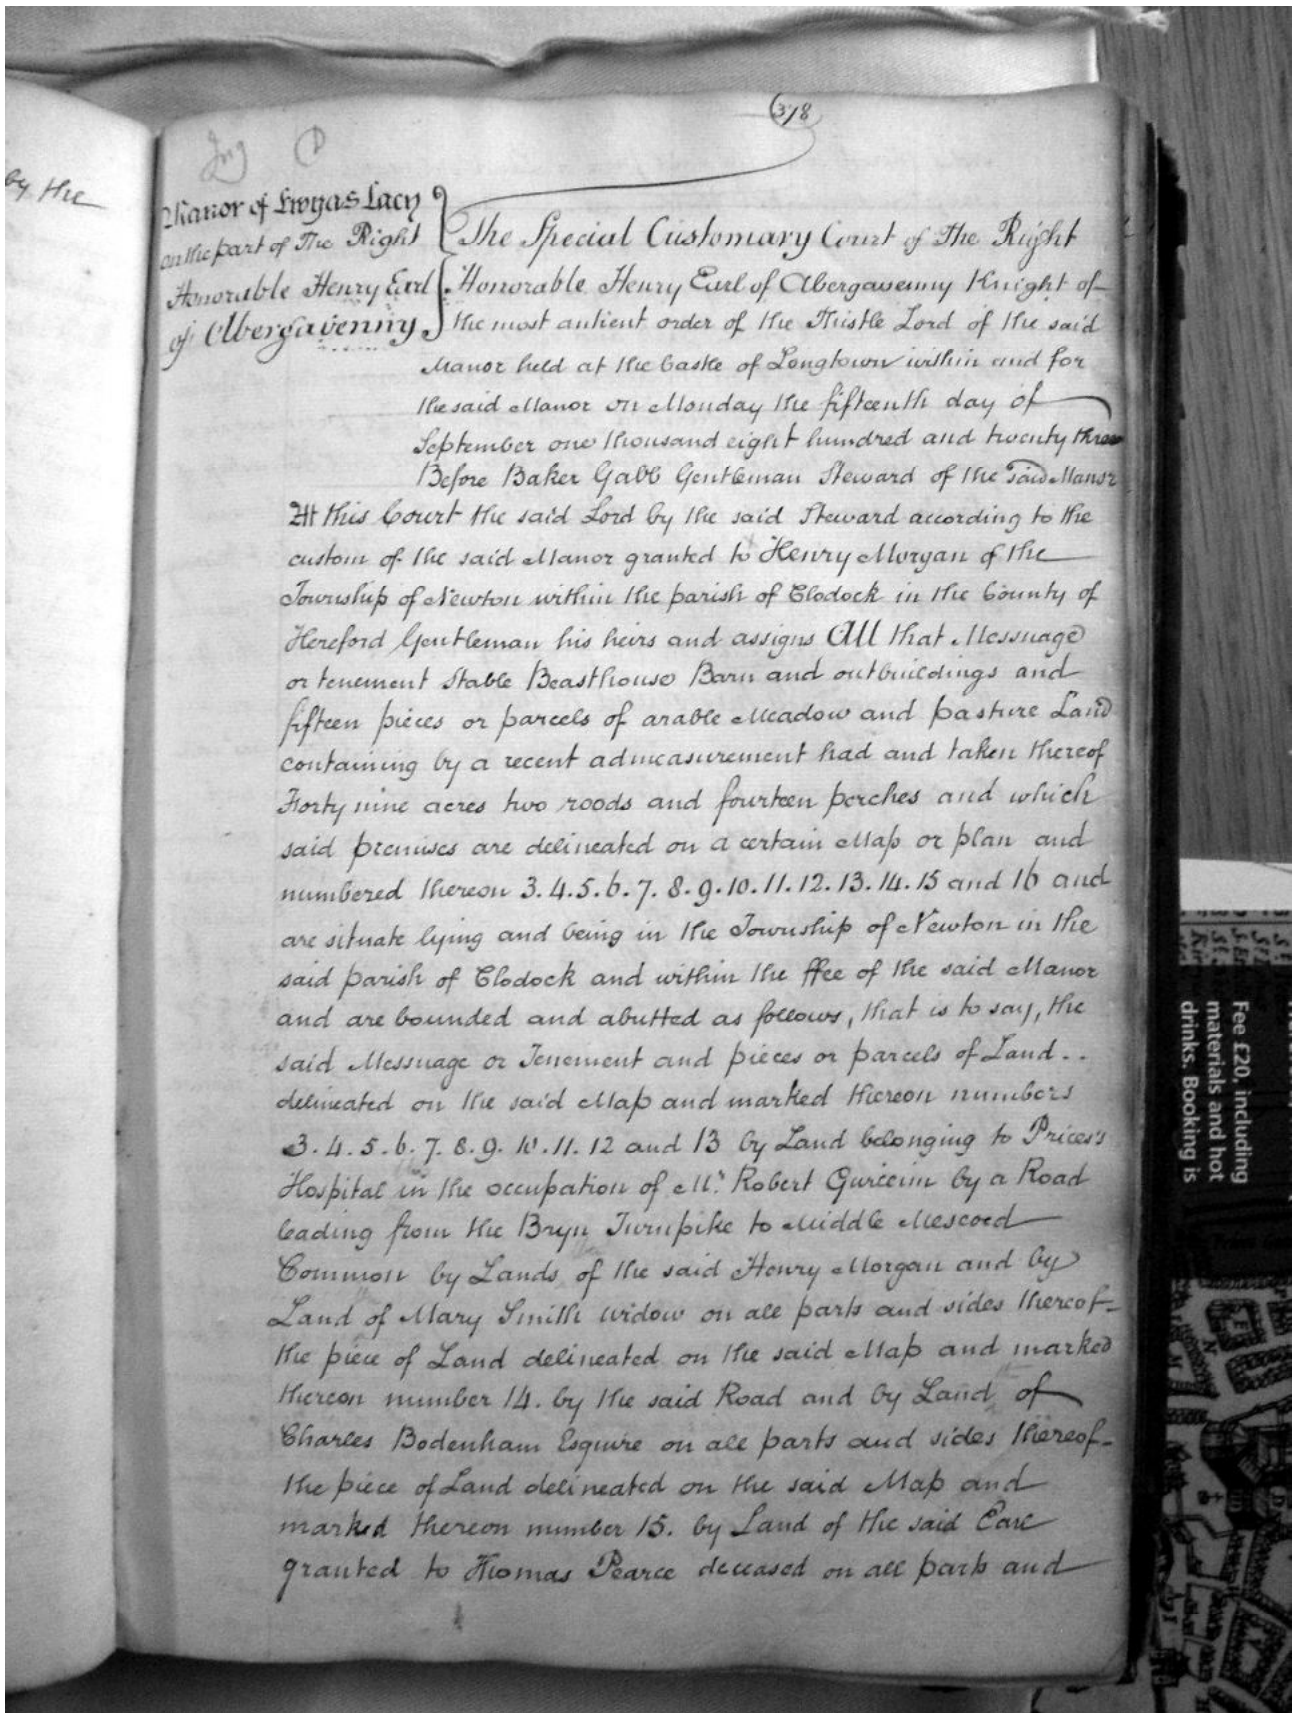 by the
378
Manor of Ewyas Lacy
on the part of The Right
Honorable Henry Earl
of Abergavenny
The Special Customary Court of The Right
Honorable Henry Earl of Abergavenny Knight of
the most antient order of the Thistle Lord of the said
Manor held at the Castle of Longtown within and for
the said Manor on Monday the fifteenth day of
September one thousand eight hundred and twenty three
Before Baker Gabb Gentleman Steward of the said Manor
At this Court the said Lord by the said Steward according to the
custom of the said Manor granted to Henry Morgan of the
Township of Newton within the parish of Clodock in the County of
Hereford Gentleman his heirs and assigns All that Messuage
or tenement Stable Beasthouse Barn and outbuildings and
fifteen pieces or parcels of arable Meadow and pasture Land
containing by a recent admeasurement had and taken thereof
Forty nine acres two roods and fourteen perches and which
said premises are delineated on a certain Map or plan and
numbered thereon 3. 4. 5. 6. 7. 8. 9. 10. 11. 12. 13. 14. 15 and 16 and
are situate lying and being in the Township of Newton in the
said parish of Clodock and within the ffee of the said Manor
and are bounded and abutted as follows, that is to say, the
said Messuage or Tenement and pieces or parcels of Land..
delineated on the said Map and marked thereon numbers
3. 4. 5. 6. 7. 8. 9. 10. 11. 12 and 13 by Land belonging to Prices's
Hospital in the occupation of Mr. Robert by a Road
leading from the Bryn Turnpike to Middle Mescoed
Common by Lands of the said Henry Morgan and by
Land of Mary Smith widow on all parts and sides thereof
the piece of Land delineated on the said Map and marked
thereon number 14. by the said Road and by Land of
Charles Bodenham Esquire on all parts and sides thereof
the piece of Land delineated on the said Map and
marked thereon number 15. by Land of the said Earl
granted to Thomas Pearce deceased on all parts and
Fee £20, including
materials and hot
drinks. Booking is